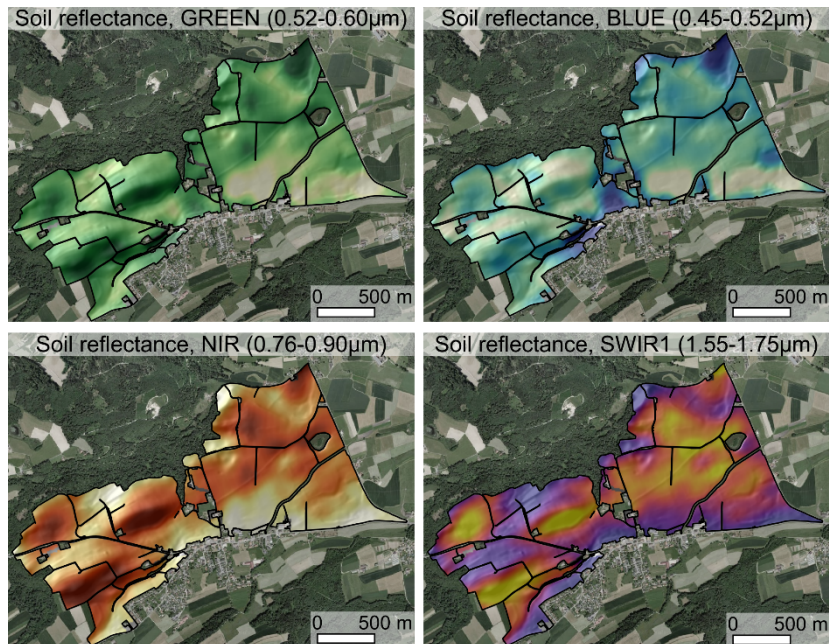 Soil reflectance, GREEN (0.52-0.60µm)
0 500 m
Soil reflectance, BLUE (0.45-0.52µm)
0 500 m
Soil reflectance, NIR (0.76-0.90µm)
0 500 m
Soil reflectance, SWIR1 (1.55-1.75µm)
0 500 m